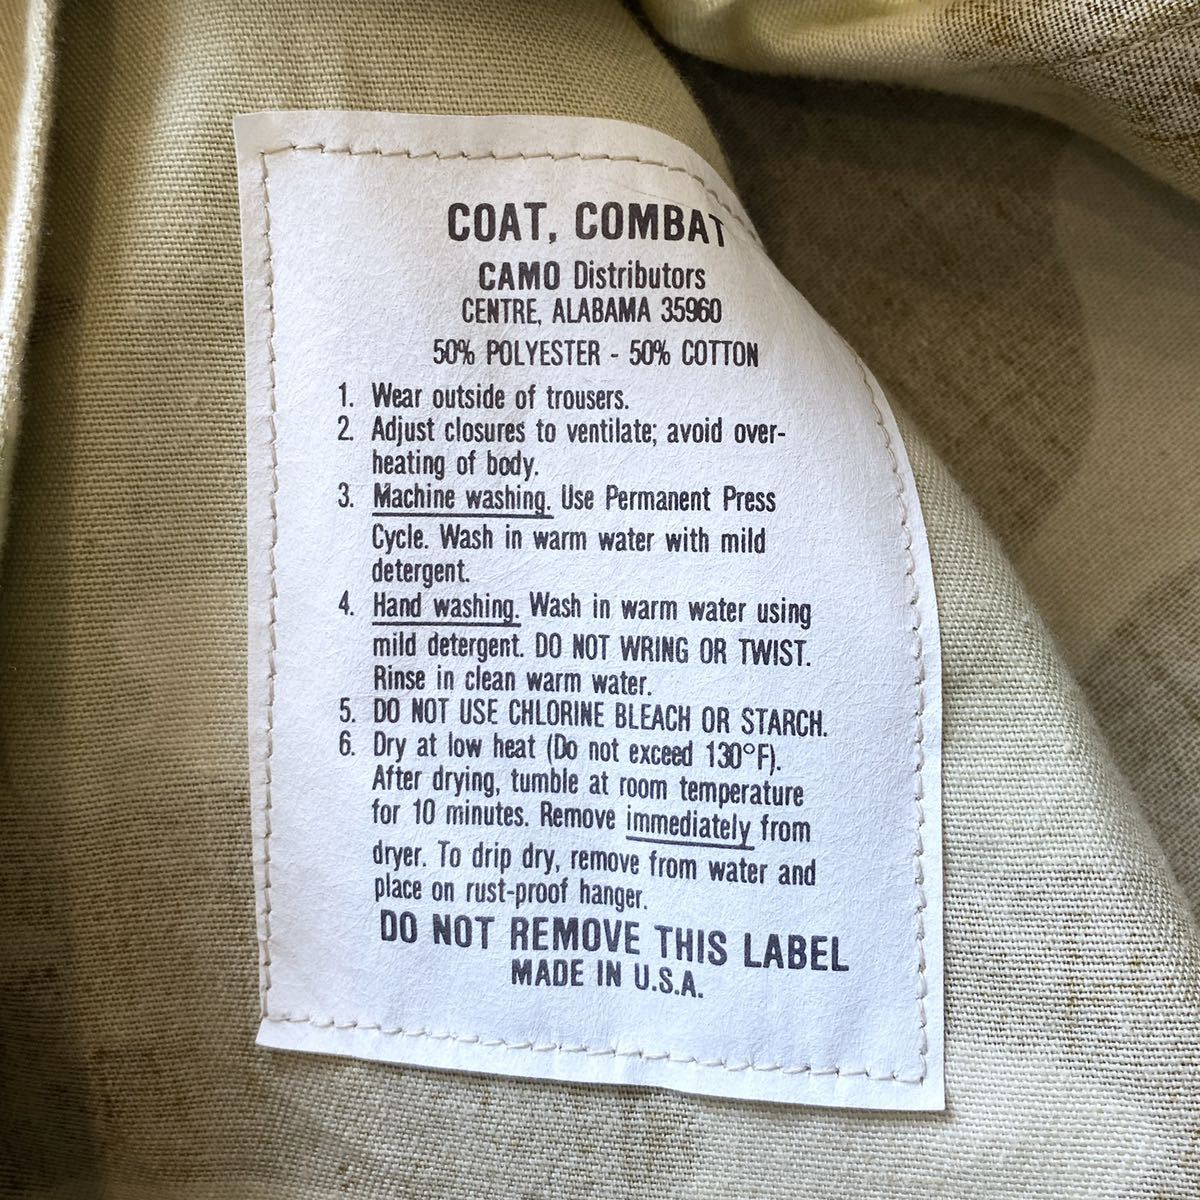 COAT, COMBAT
CAMO Distributors
CENTRE, ALABAMA 35960
50% POLYESTER - 50% COTTON
1. Wear outside of trousers.
2. Adjust closures to ventilate; avoid over-
heating of body.
3. Machine washing. Use Permanent Press
Cycle. Wash in warm water with mild
detergent.
4. Hand washing. Wash in warm water using
mild detergent. DO NOT WRING OR TWIST.
Rinse in clean warm water.
5. DO NOT USE CHLORINE BLEACH OR STARCH.
6. Dry at low heat (Do not exceed 130°F).
After drying, tumble at room temperature
for 10 minutes. Remove immediately from
dryer. To drip dry, remove from water and
place on rust-proof hanger.
DO NOT REMOVE THIS LABEL
MADE IN U.S.A.